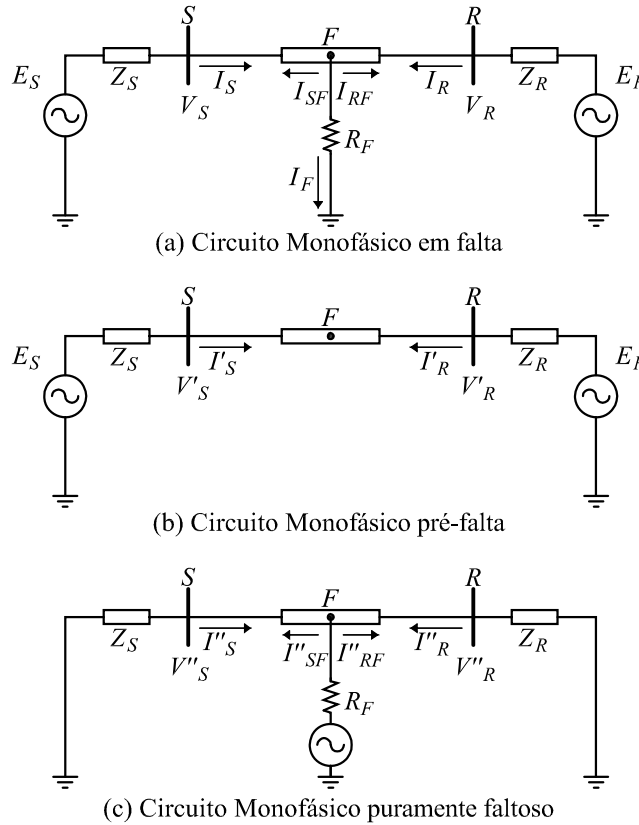 S F R
E_S Z_S I_S I_SF I_RF I_R Z_R
V_S V_R
R_F
I_F
(a) Circuito Monofásico em falta
S F R
E_S Z_S I'_S I'_R Z_R
V'_S V'_R
(b) Circuito Monofásico pré-falta
S F R
Z_S I''_S I''_SF I''_RF I''_R Z_R
V''_S V''_R
R_F
(c) Circuito Monofásico puramente faltoso